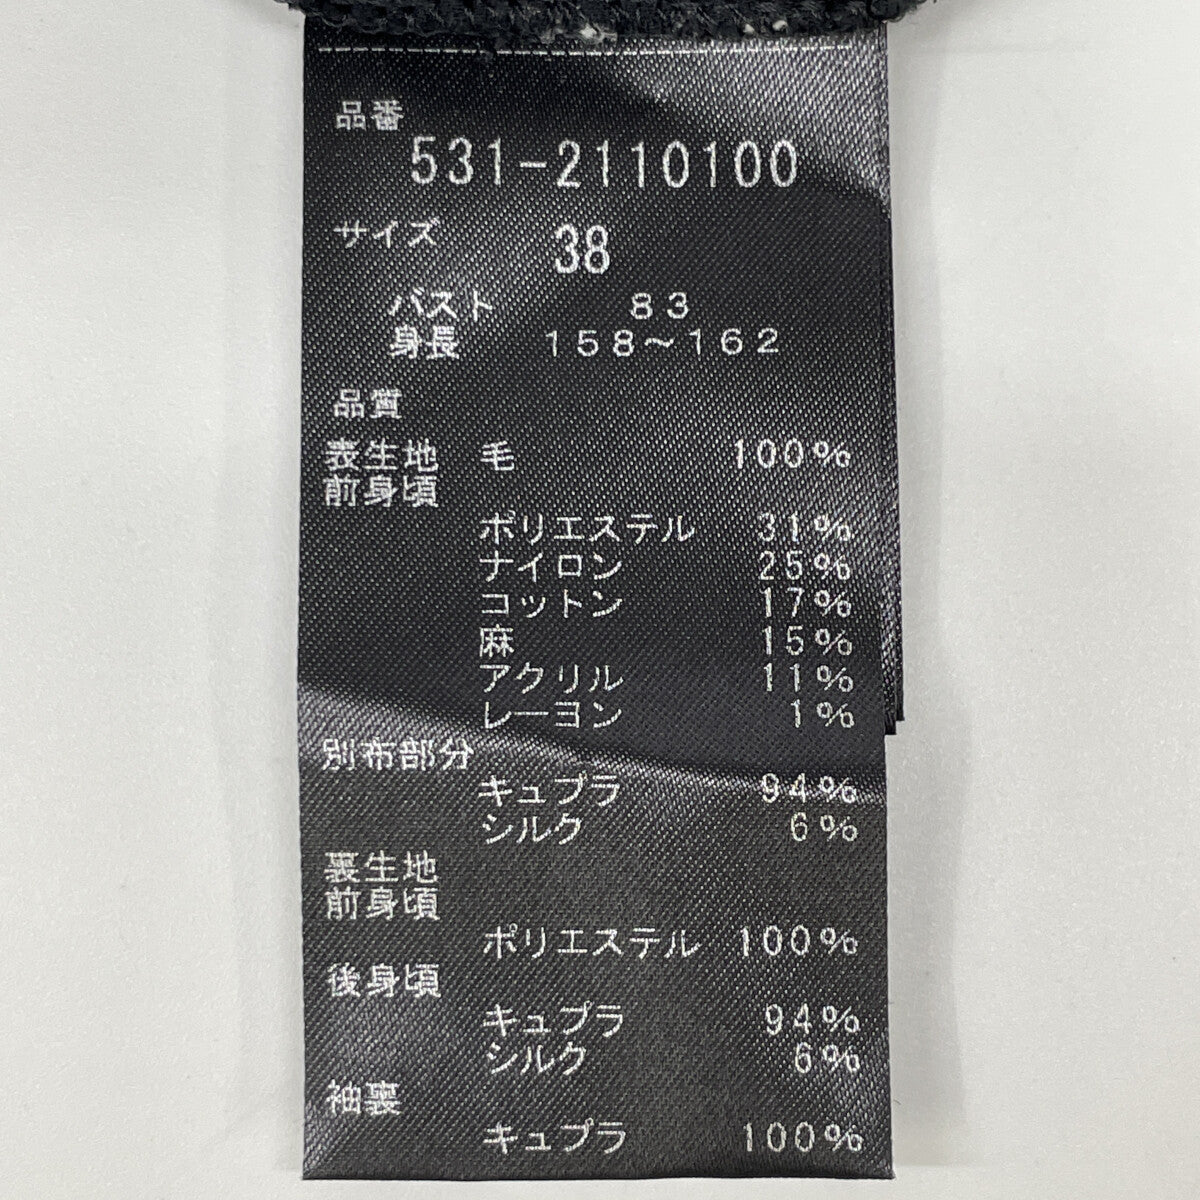 品番
531-2110100
サイズ 38
バスト 83
身長 158～162
品質
表生地 毛 100%
前身頃
ポリエステル 31%
ナイロン 25%
コットン 17%
麻 15%
アクリル 11%
レーヨン 1%
別布部分
キュプラ 94%
シルク 6%
裏生地
前身頃
ポリエステル 100%
後身頃
キュプラ 94%
シルク 6%
袖裏
キュプラ 100%